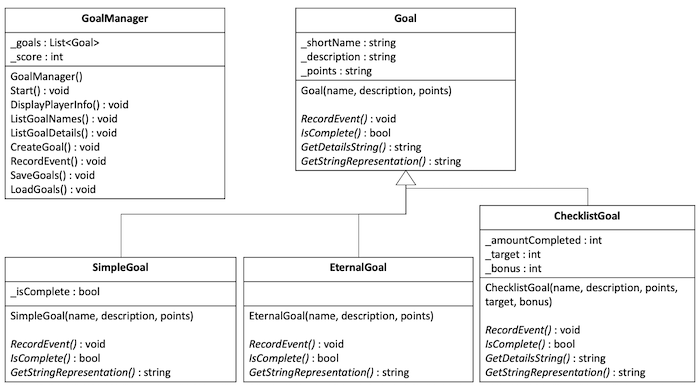 GoalManager
_goals : List<Goal>
_score : int
GoalManager()
Start() : void
DisplayPlayerInfo() : void
ListGoalNames() : void
ListGoalDetails() : void
CreateGoal() : void
RecordEvent() : void
SaveGoals() : void
LoadGoals() : void
Goal
_shortName : string
_description : string
_points : string
Goal(name, description, points)
RecordEvent() : void
IsComplete() : bool
GetDetailsString() : string
GetStringRepresentation() : string
SimpleGoal
_isComplete : bool
SimpleGoal(name, description, points)
RecordEvent() : void
IsComplete() : bool
GetStringRepresentation() : string
EternalGoal
EternalGoal(name, description, points)
RecordEvent() : void
IsComplete() : bool
GetStringRepresentation() : string
ChecklistGoal
_amountCompleted : int
_target : int
_bonus : int
ChecklistGoal(name, description, points,
target, bonus)
RecordEvent() : void
IsComplete() : bool
GetDetailsString() : string
GetStringRepresentation() : string